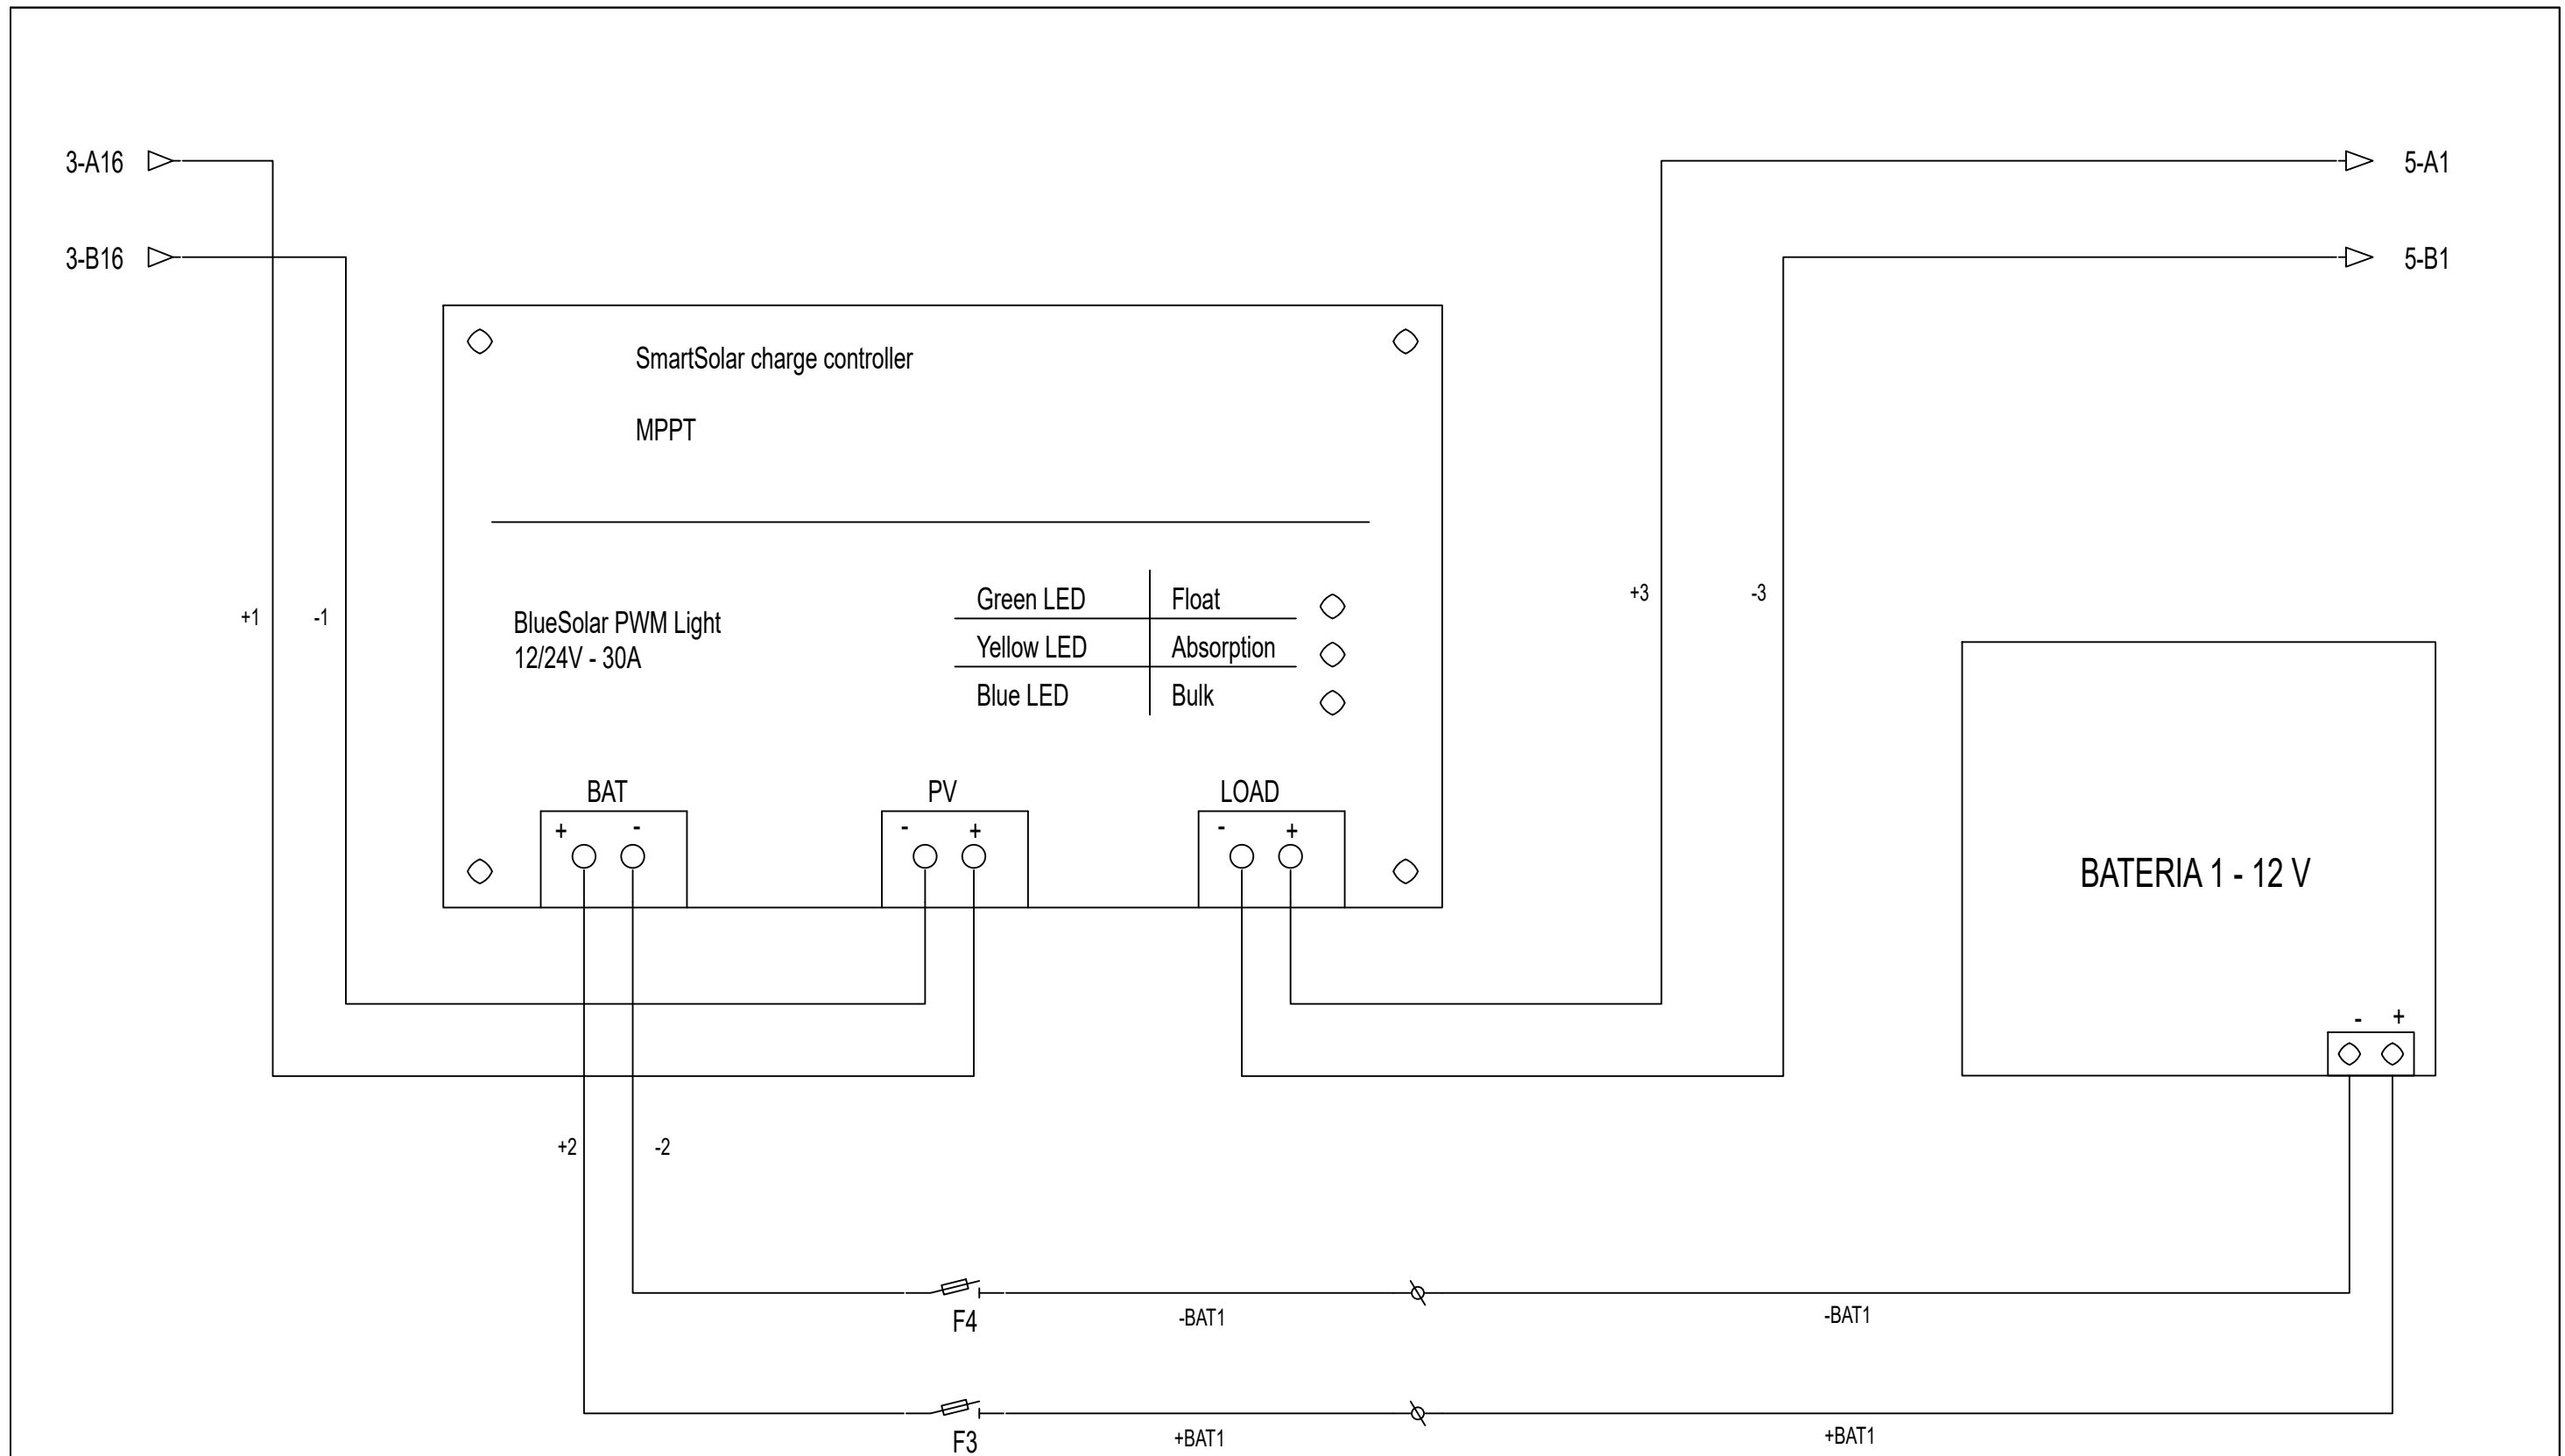 3-A16
5-A1
3-B16
5-B1
SmartSolar charge controller
MPPT
+1
-1
BlueSolar PWM Light
12/24V - 30A
Green LED Float
Yellow LED Absorption
Blue LED Bulk
+3
-3
BAT
PV
LOAD
+ -
- +
- +
BATERIA 1 - 12 V
- +
+2
-2
F4
-BAT1
-BAT1
F3
+BAT1
+BAT1